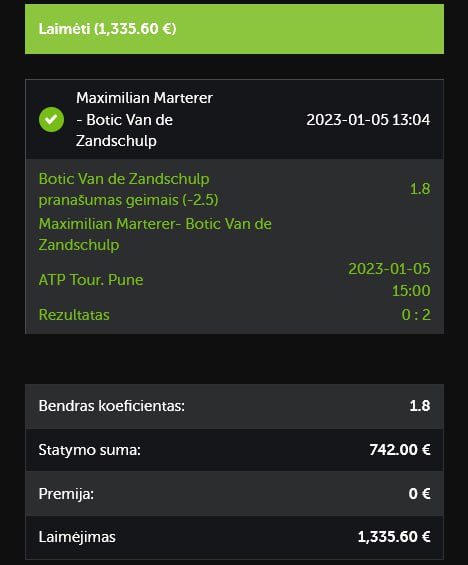 Laimėti (1,335.60 €)
Maximilian Marterer
- Botic Van de
Zandschulp
2023-01-05 13:04
Botic Van de Zandschulp
pranašumas geimais (-2.5)
1.8
Maximilian Marterer- Botic Van de
Zandschulp
ATP Tour. Pune
2023-01-05
15:00
Rezultatas 0 : 2
Bendras koeficientas: 1.8
Statymo suma: 742.00 €
Premija: 0 €
Laimėjimas 1,335.60 €